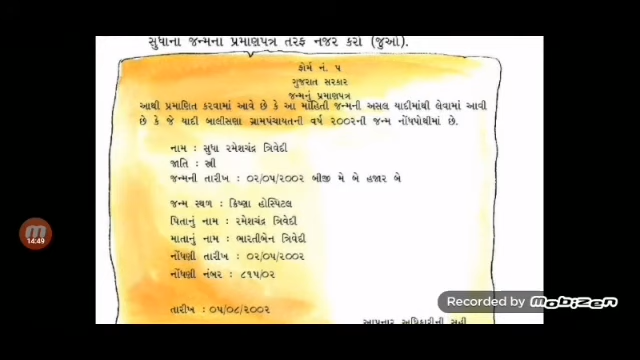 સુધાના જન્મના પ્રમાણપત્ર તરફ નજર કરો (જુઓ).
ફોર્મ નં. ૫
ગુજરાત સરકાર
જન્મનું પ્રમાણપત્ર
આથી પ્રમાણિત કરવામાં આવે છે કે આ માહિતી જન્મની અસલ યાદીમાંથી લેવામાં આવી
છે કે જે યાદી બાલીસણા ગ્રામપંચાયતની વર્ષ ૨૦૦૨ની જન્મ નોંધપોથીમાં છે.
નામ : સુધા રમેશચંદ્ર ત્રિવેદી
જાતિ : સ્ત્રી
જન્મની તારીખ : ૦૨/૦૫/૨૦૦૨ બીજી મે બે હજાર બે
જન્મ સ્થળ : ક્રિષ્ણા હોસ્પિટલ
પિતાનું નામ : રમેશચંદ્ર ત્રિવેદી
માતાનું નામ : ભારતીબેન ત્રિવેદી
નોંધણી તારીખ : ૦૨/૦૫/૨૦૦૨
નોંધણી નંબર : ૮૧૫/૦૨
14:49
Recorded by mobizen
તારીખ : ૦૫/૦૮/૨૦૦૨
આપનાર અધિકારીની સહી